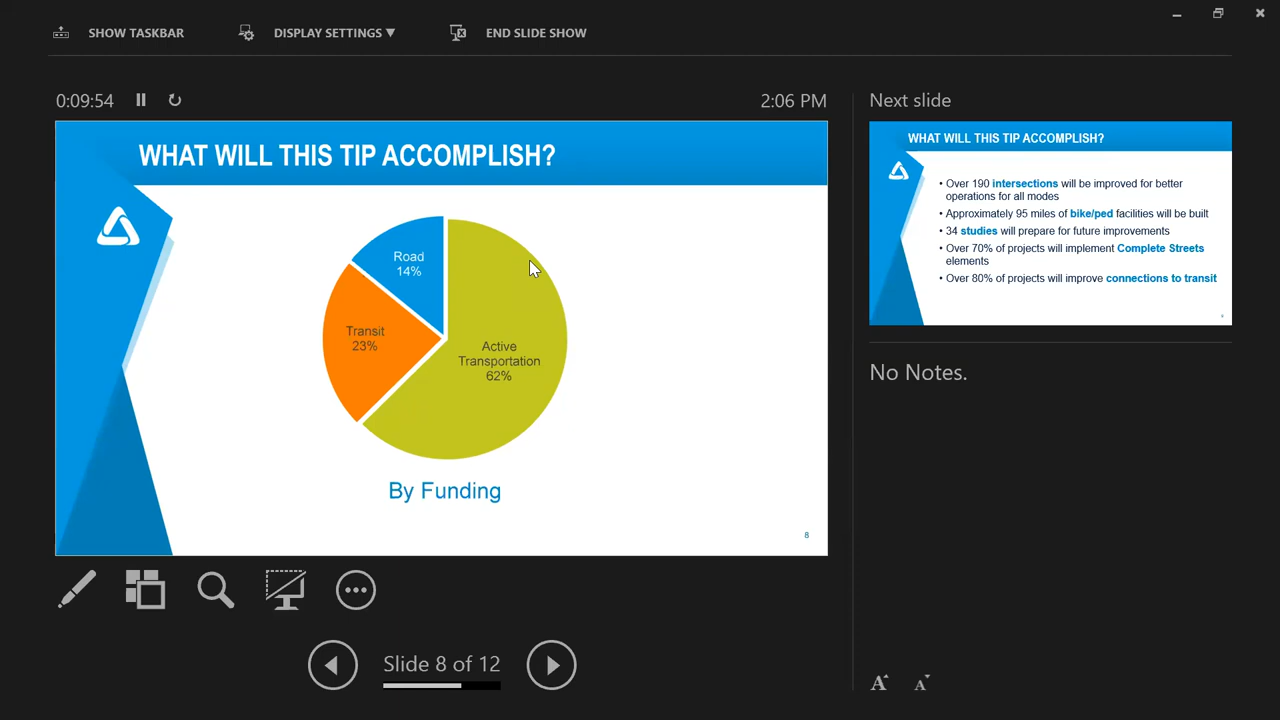 SHOW TASKBAR
DISPLAY SETTINGS ▼
END SLIDE SHOW
0:09:54
2:06 PM
WHAT WILL THIS TIP ACCOMPLISH?
Road
14%
Transit
23%
Active
Transportation
62%
By Funding
8
Slide 8 of 12
Next slide
WHAT WILL THIS TIP ACCOMPLISH?
• Over 190 intersections will be improved for better
operations for all modes
• Approximately 95 miles of bike/ped facilities will be built
• 34 studies will prepare for future improvements
• Over 70% of projects will implement Complete Streets
elements
• Over 80% of projects will improve connections to transit
No Notes.
A A